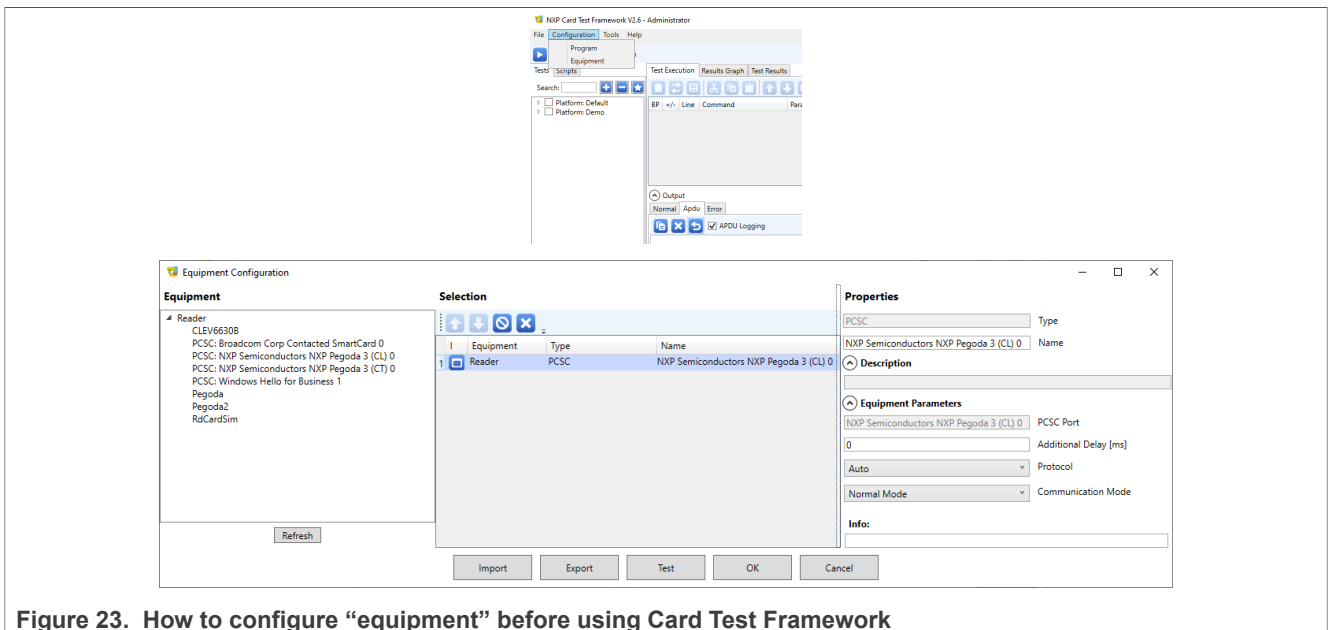 NXP Card Test Framework V2.6 - Administrator
File Configuration Tools Help
Program
Equipment
Tests Scripts
Test Execution Results Graph Test Results
Search:
Platform: Default
Platform: Demo
BP +/- Line Command
Output
Normal Apdu Error
APDU Logging
Equipment Configuration
Equipment
Reader
CLEV6630B
PCSC: Broadcom Corp Contacted SmartCard 0
PCSC: NXP Semiconductors NXP Pegoda 3 (CL) 0
PCSC: NXP Semiconductors NXP Pegoda 3 (CT) 0
PCSC: Windows Hello for Business 1
Pegoda
Pegoda2
RdCardSim
Refresh
Selection
I Equipment Type Name
1 Reader PCSC NXP Semiconductors NXP Pegoda 3 (CL) 0
Properties
PCSC Type
NXP Semiconductors NXP Pegoda 3 (CL) 0 Name
Description
Equipment Parameters
NXP Semiconductors NXP Pegoda 3 (CL) 0 PCSC Port
0 Additional Delay [ms]
Auto Protocol
Normal Mode Communication Mode
Info:
Import Export Test OK Cancel
Figure 23. How to configure “equipment” before using Card Test Framework